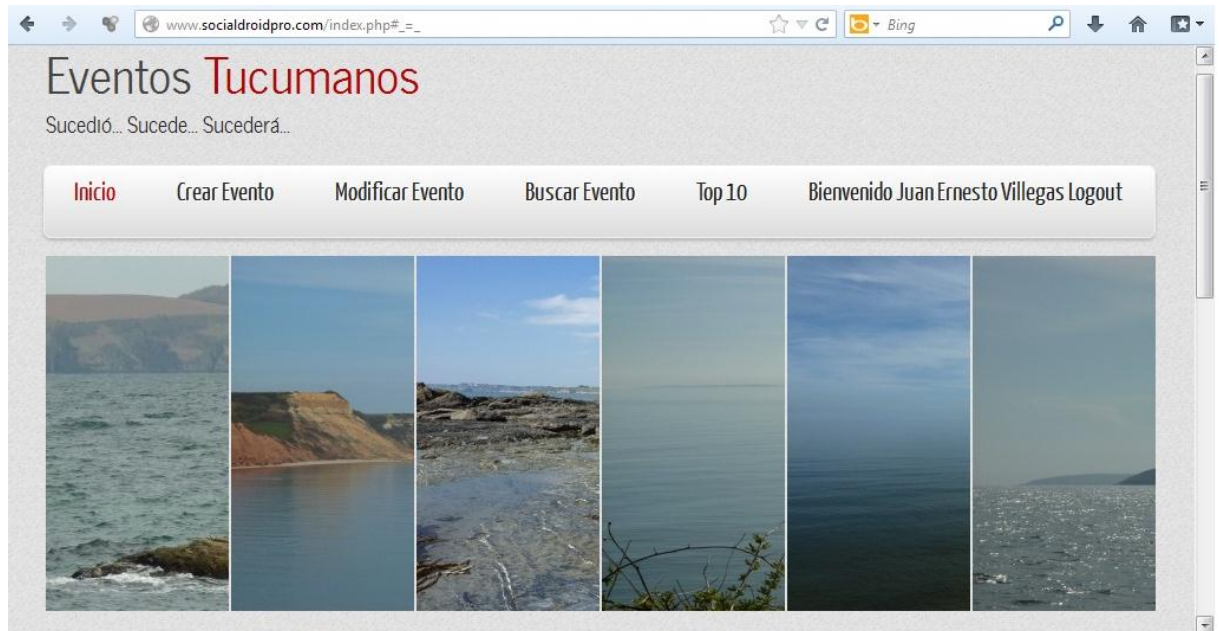 www.socialdroidpro.com/index.php#_=_
Bing
Eventos Tucumanos
Sucedió... Sucede... Sucederá...
Inicio Crear Evento Modificar Evento Buscar Evento Top 10 Bienvenido Juan Ernesto Villegas Logout